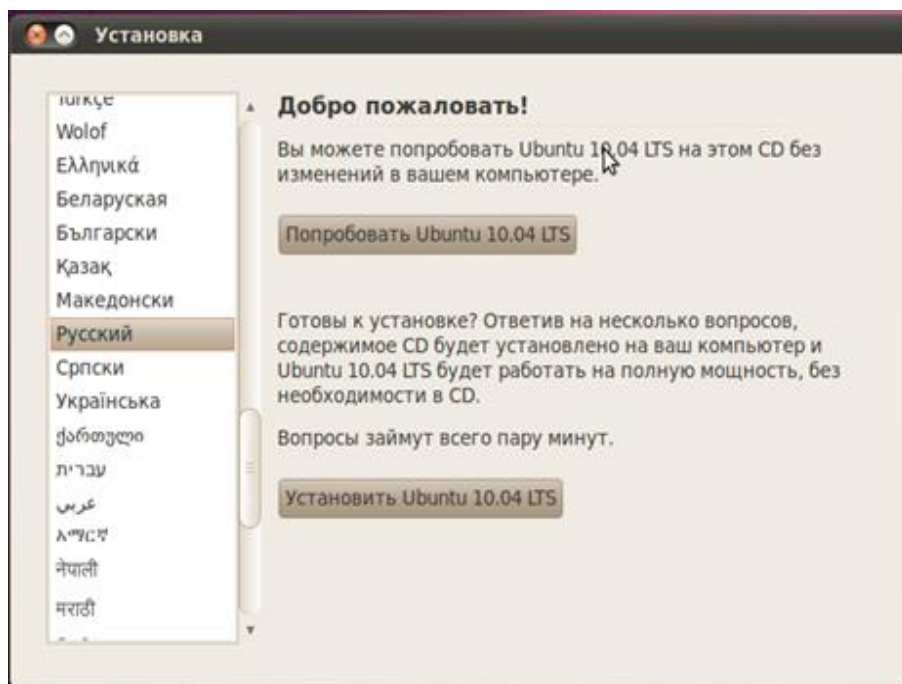 Установка
Türkçe
Wolof
Ελληνικά
Беларуская
Български
Қазақ
Македонски
Русский
Српски
Українська
ქართული
עברית
عربي
አማርኛ
नेपाली
मराठी
Добро пожаловать!
Вы можете попробовать Ubuntu 10.04 LTS на этом CD без
изменений в вашем компьютере.
Попробовать Ubuntu 10.04 LTS
Готовы к установке? Ответив на несколько вопросов,
содержимое CD будет установлено на ваш компьютер и
Ubuntu 10.04 LTS будет работать на полную мощность, без
необходимости в CD.
Вопросы займут всего пару минут.
Установить Ubuntu 10.04 LTS